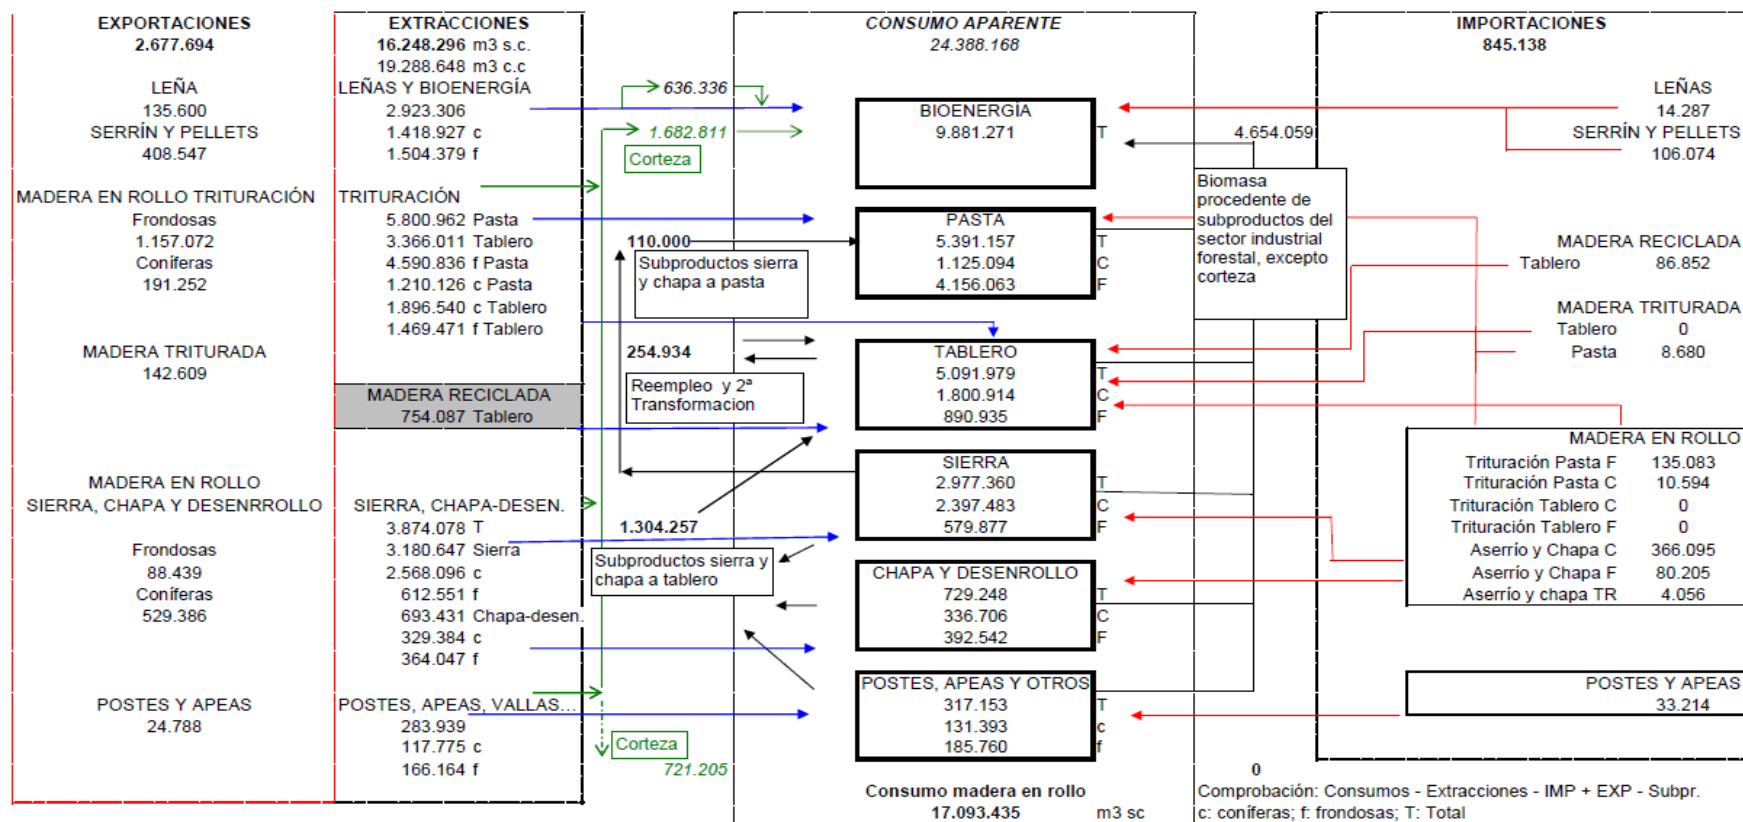 EXPORTACIONES
2.677.694
LEÑA
135.600
SERRÍN Y PELLETS
408.547
MADERA EN ROLLO TRITURACIÓN
Frondosas
1.157.072
Coníferas
191.252
MADERA TRITURADA
142.609
MADERA EN ROLLO
SIERRA, CHAPA Y DESENRROLLO
Frondosas
88.439
Coníferas
529.386
POSTES Y APEAS
24.788
EXTRACCIONES
16.248.296 m3 s.c.
19.288.648 m3 c.c
LEÑAS Y BIOENERGÍA
2.923.306
1.418.927 c
1.504.379 f
TRITURACIÓN
5.800.962 Pasta
3.366.011 Tablero
4.590.836 f Pasta
1.210.126 c Pasta
1.896.540 c Tablero
1.469.471 f Tablero
MADERA RECICLADA
754.087 Tablero
SIERRA, CHAPA-DESEN.
3.874.078 T
3.180.647 Sierra
2.568.096 c
612.551 f
693.431 Chapa-desen.
329.384 c
364.047 f
POSTES, APEAS, VALLAS...
283.939
117.775 c
166.164 f
636.336
1.682.811
Corteza
110.000
Subproductos sierra
y chapa a pasta
254.934
Reempleo y 2ª
Transformacion
1.304.257
Subproductos sierra y
chapa a tablero
Corteza
721.205
CONSUMO APARENTE
24.388.168
BIOENERGÍA
9.881.271 T
PASTA
5.391.157 T
1.125.094 C
4.156.063 F
TABLERO
5.091.979 T
1.800.914 C
890.935 F
SIERRA
2.977.360 T
2.397.483 C
579.877 F
CHAPA Y DESENROLLO
729.248 T
336.706 C
392.542 F
POSTES, APEAS Y OTROS
317.153 T
131.393 c
185.760 f
Consumo madera en rollo
17.093.435 m3 sc
4.654.059
Biomasa
procedente de
subproductos del
sector industrial
forestal, excepto
corteza
IMPORTACIONES
845.138
LEÑAS
14.287
SERRÍN Y PELLETS
106.074
MADERA RECICLADA
Tablero 86.852
MADERA TRITURADA
Tablero 0
Pasta 8.680
MADERA EN ROLLO
Trituración Pasta F 135.083
Trituración Pasta C 10.594
Trituración Tablero C 0
Trituración Tablero F 0
Aserrío y Chapa C 366.095
Aserrío y Chapa F 80.205
Aserrío y chapa TR 4.056
POSTES Y APEAS
33.214
0
Comprobación: Consumos - Extracciones - IMP + EXP - Subpr.
c: coníferas; f: frondosas; T: Total